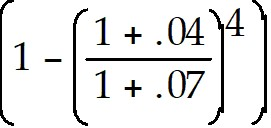 (1 − ((1 + .04)/(1 + .07))^4)